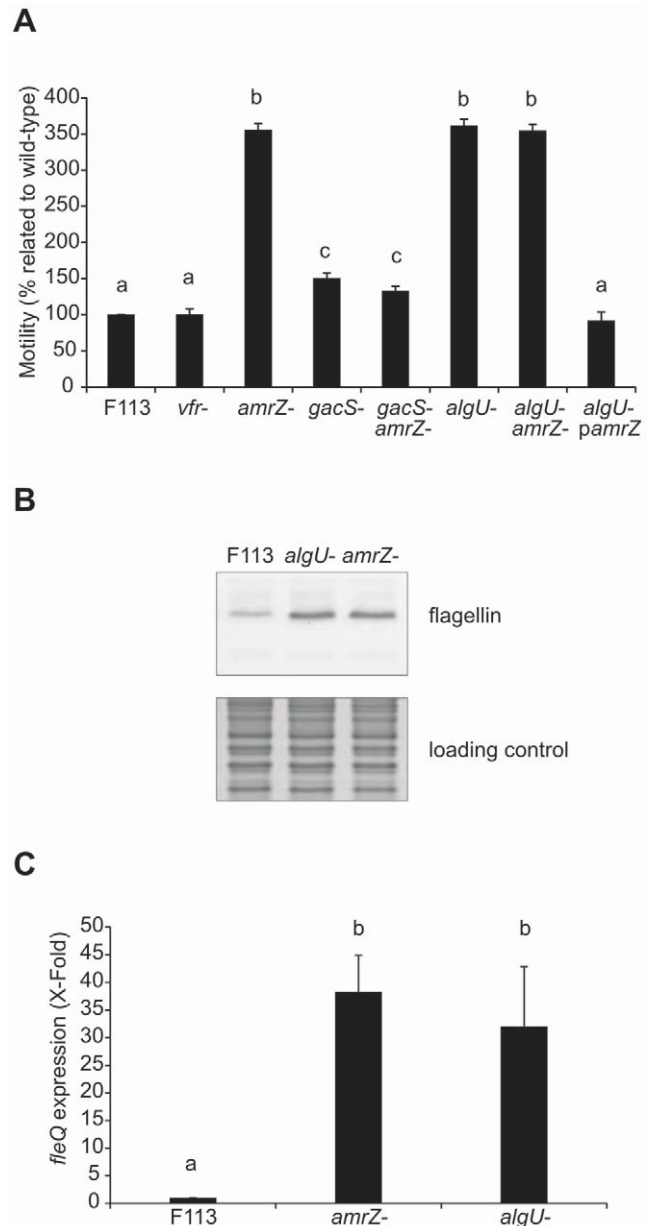 A
Motility (% related to wild-type)
400
350
300
250
200
150
100
50
0
a
a
b
c
c
b
b
a
F113 vfr- amrZ- gacS- gacS- algU- algU- algU-
amrZ- amrZ- pamrZ
B
F113 algU- amrZ-
flagellin
loading control
C
fleQ expression (X-Fold)
50
45
40
35
30
25
20
15
10
5
0
a
b
b
F113 amrZ- algU-